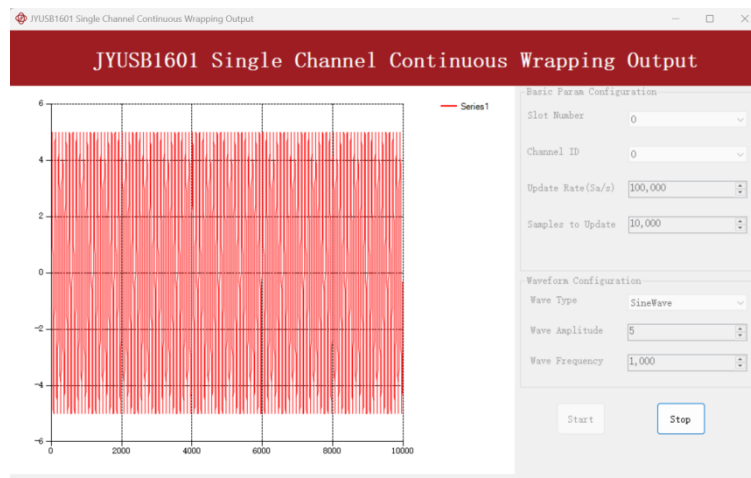 JYUSB1601 Single Channel Continuous Wrapping Output
JYUSB1601 Single Channel Continuous Wrapping Output
6
4
2
0
-2
-4
-6
0 2000 4000 6000 8000 10000
Series1
Basic Param Configuration
Slot Number 0
Channel ID 0
Update Rate(Sa/s) 100,000
Samples to Update 10,000
Waveform Configuration
Wave Type SineWave
Wave Amplitude 5
Wave Frequency 1,000
Start Stop